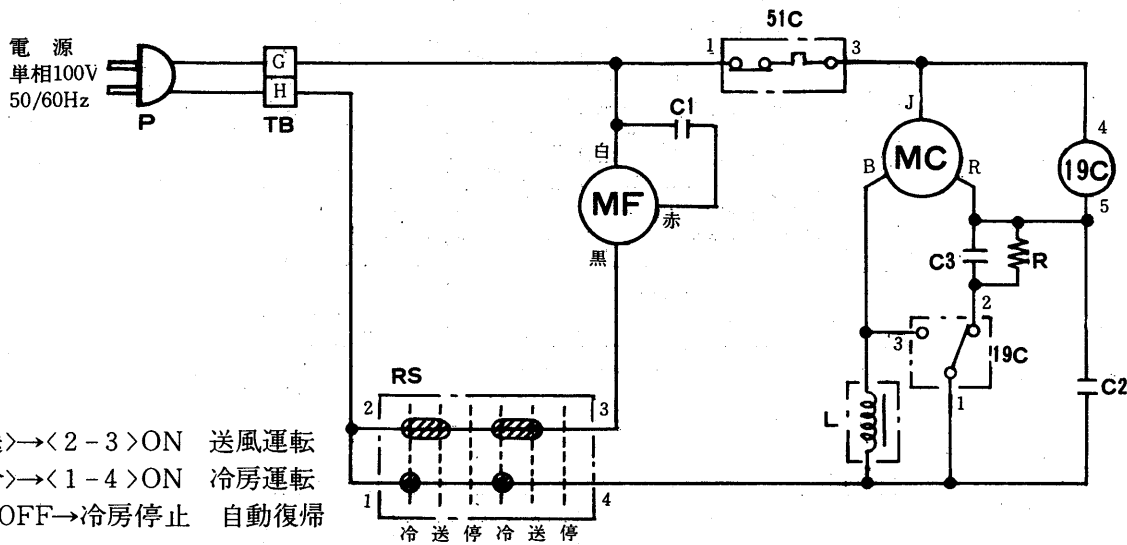 電源
単相100V
50/60Hz
P
G
H
TB
51C
1
3
C1
白
MF
赤
黒
J
MC
B
R
4
19C
5
C3
R
2
3
19C
1
L
C2
RS
2
3
1
4
冷 送 停 冷 送 停
>→<2-3>ON 送風運転
>→<1-4>ON 冷房運転
OFF→冷房停止 自動復帰